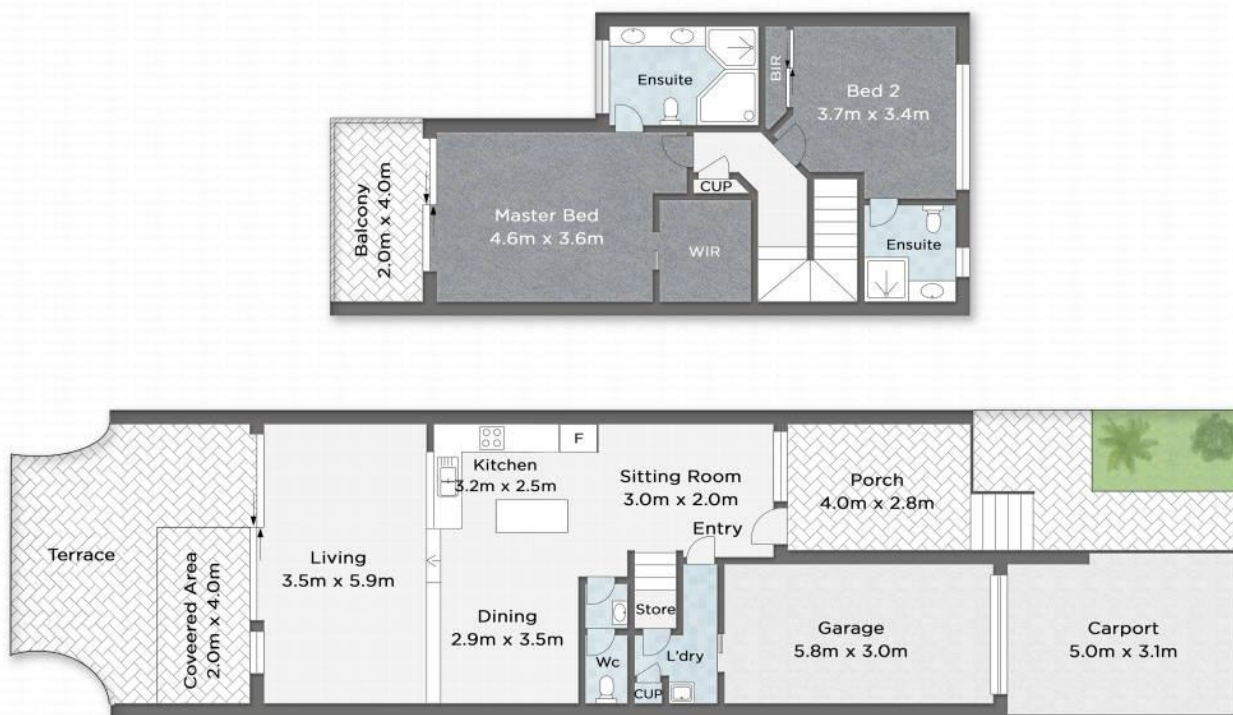 Ensuite
BIR
Bed 2
3.7m x 3.4m
Balcony
2.0m x 4.0m
Master Bed
4.6m x 3.6m
CUP
WIR
Ensuite
F
Kitchen
3.2m x 2.5m
Sitting Room
3.0m x 2.0m
Entry
Porch
4.0m x 2.8m
Terrace
Covered Area
2.0m x 4.0m
Living
3.5m x 5.9m
Dining
2.9m x 3.5m
Wc
Store
L'dry
CUP
Garage
5.8m x 3.0m
Carport
5.0m x 3.1m